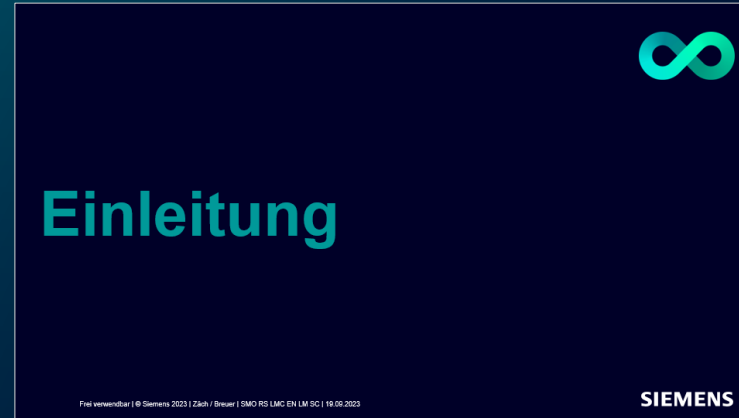 Einleitung
Frei verwendbar | © Siemens 2023 | Zäch / Breuer | SMO RS LMC EN LM SC | 19.09.2023
SIEMENS